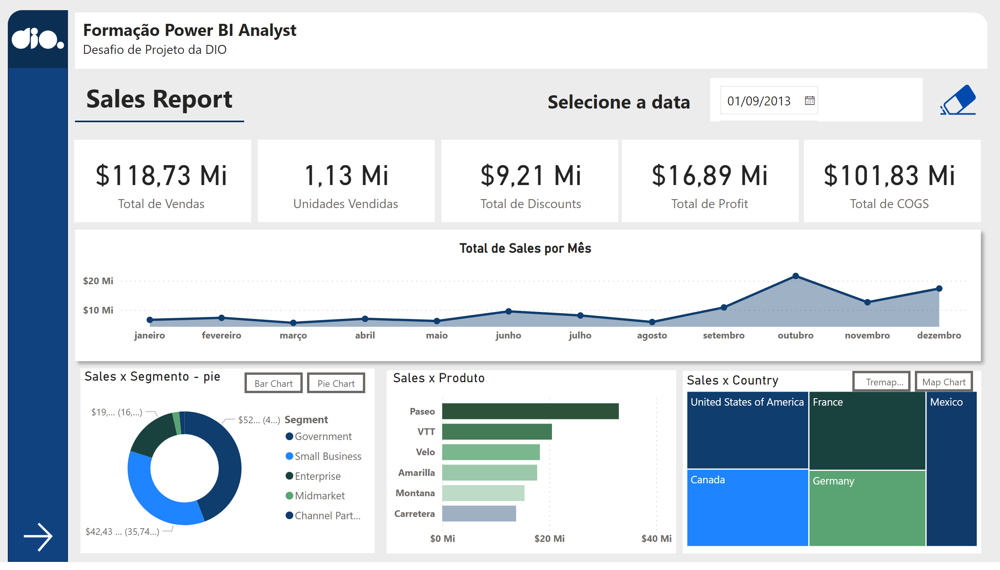 dio.
Formação Power BI Analyst
Desafio de Projeto da DIO
Sales Report
Selecione a data
01/09/2013
$118,73 Mi
Total de Vendas
1,13 Mi
Unidades Vendidas
$9,21 Mi
Total de Discounts
$16,89 Mi
Total de Profit
$101,83 Mi
Total de COGS
Total de Sales por Mês
$20 Mi
$10 Mi
janeiro fevereiro março abril maio junho julho agosto setembro outubro novembro dezembro
Sales x Segmento - pie
Bar Chart
Pie Chart
$19,... (16,...)
$52... (4...)
$42,43 ... (35,74...)
Segment
Government
Small Business
Enterprise
Midmarket
Channel Part...
Sales x Produto
Paseo
VTT
Velo
Amarilla
Montana
Carretera
$0 Mi $20 Mi $40 Mi
Sales x Country
Tremap...
Map Chart
United States of America
France
Mexico
Canada
Germany